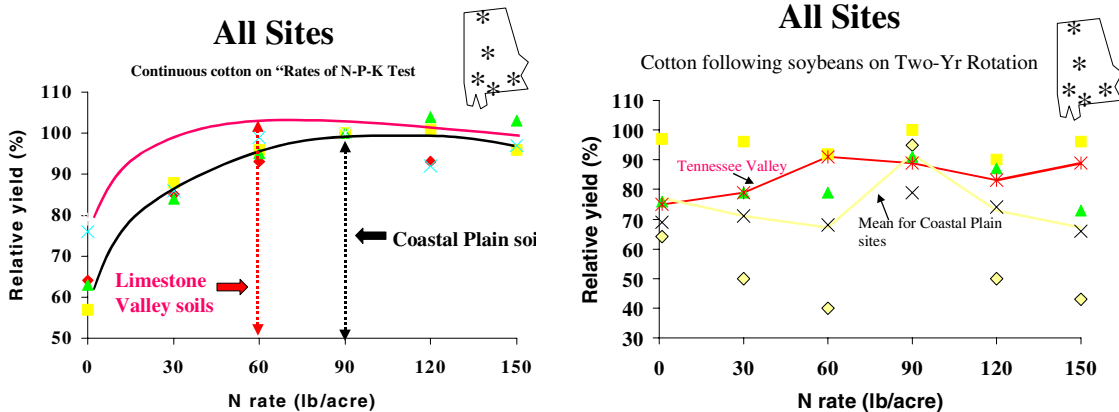 All Sites
Continuous cotton on “Rates of N-P-K Test
Relative yield (%)
110
100
90
80
70
60
50
Limestone
Valley soils
Coastal Plain soi
0
30
60
90
120
150
N rate (lb/acre)
All Sites
Cotton following soybeans on Two-Yr Rotation
Relative yield (%)
110
100
90
80
70
60
50
40
30
Tennessee Valley
Mean for Coastal Plain
sites
0
30
60
90
120
150
N rate (lb/acre)